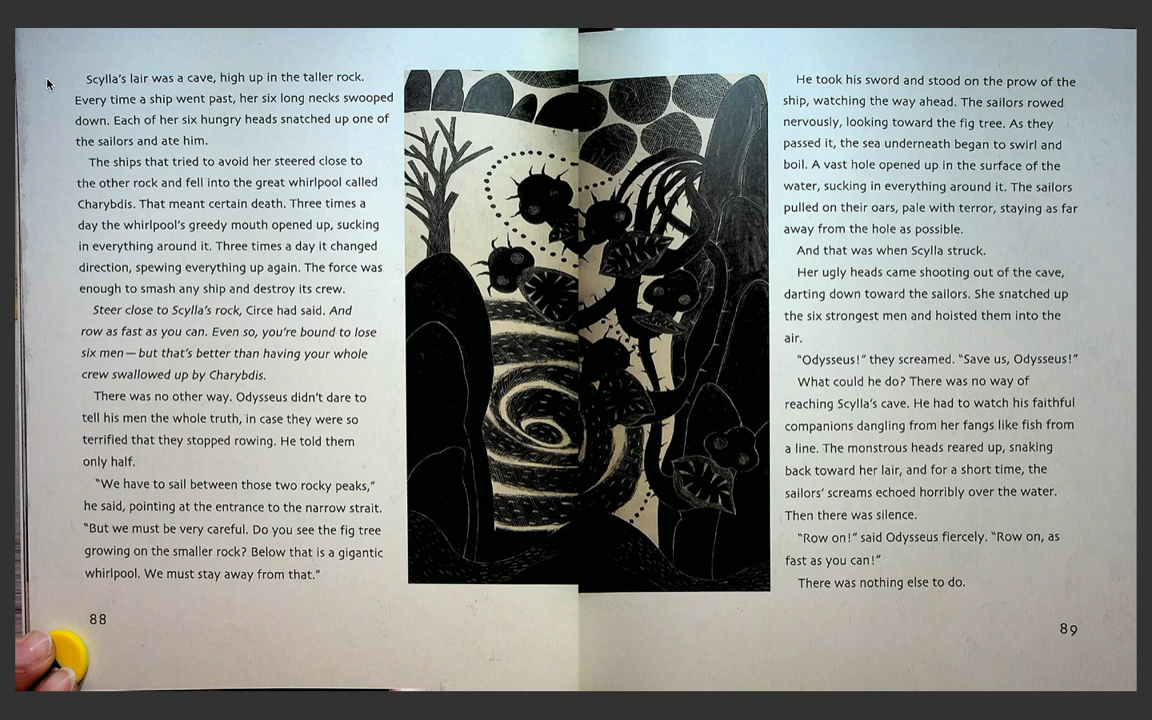 Scylla's lair was a cave, high up in the taller rock.
Every time a ship went past, her six long necks swooped
down. Each of her six hungry heads snatched up one of
the sailors and ate him.
The ships that tried to avoid her steered close to
the other rock and fell into the great whirlpool called
Charybdis. That meant certain death. Three times a
day the whirlpool's greedy mouth opened up, sucking
in everything around it. Three times a day it changed
direction, spewing everything up again. The force was
enough to smash any ship and destroy its crew.
Steer close to Scylla's rock, Circe had said. And
row as fast as you can. Even so, you're bound to lose
six men—but that's better than having your whole
crew swallowed up by Charybdis.
There was no other way. Odysseus didn't dare to
tell his men the whole truth, in case they were so
terrified that they stopped rowing. He told them
only half.
"We have to sail between those two rocky peaks,"
he said, pointing at the entrance to the narrow strait.
"But we must be very careful. Do you see the fig tree
growing on the smaller rock? Below that is a gigantic
whirlpool. We must stay away from that."
88
He took his sword and stood on the prow of the
ship, watching the way ahead. The sailors rowed
nervously, looking toward the fig tree. As they
passed it, the sea underneath began to swirl and
boil. A vast hole opened up in the surface of the
water, sucking in everything around it. The sailors
pulled on their oars, pale with terror, staying as far
away from the hole as possible.
And that was when Scylla struck.
Her ugly heads came shooting out of the cave,
darting down toward the sailors. She snatched up
the six strongest men and hoisted them into the
air.
"Odysseus!" they screamed. "Save us, Odysseus!"
What could he do? There was no way of
reaching Scylla's cave. He had to watch his faithful
companions dangling from her fangs like fish from
a line. The monstrous heads reared up, snaking
back toward her lair, and for a short time, the
sailors' screams echoed horribly over the water.
Then there was silence.
"Row on!" said Odysseus fiercely. "Row on, as
fast as you can!"
There was nothing else to do.
89